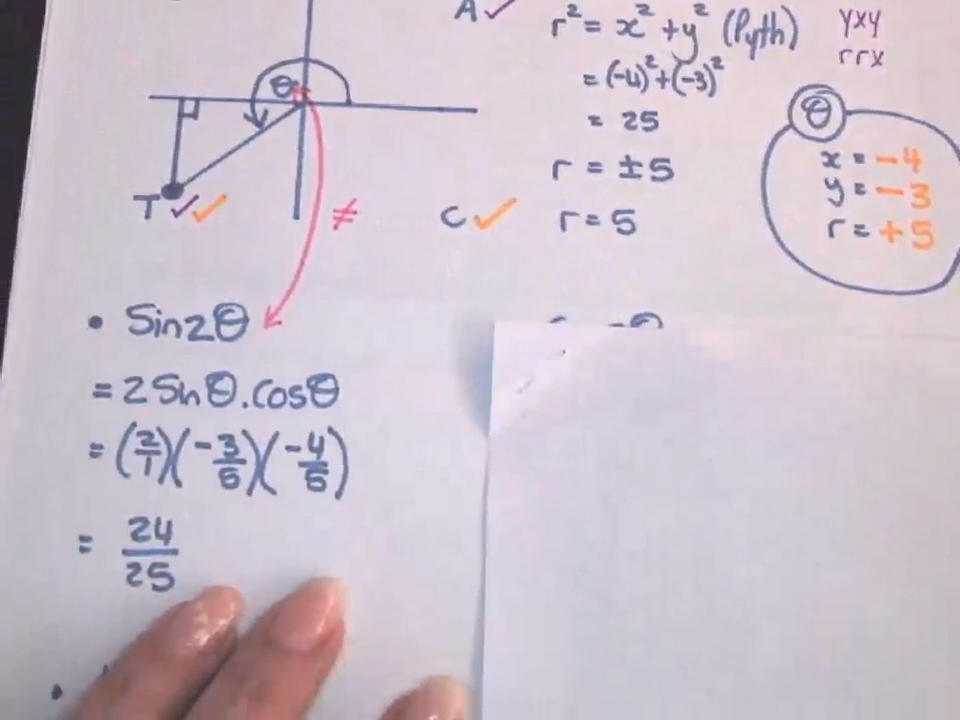 A✓
r² = x² + y² (Pyth)
= (-4)² + (-3)²
= 25
r = ±5
r = 5
yxy
rrx
θ
x = -4
y = -3
r = +5
θ
T ✓✓
≠
C ✓
• Sin2θ
= 2Sinθ.cosθ
= (2/1)(-3/5)(-4/5)
= 24/25
•